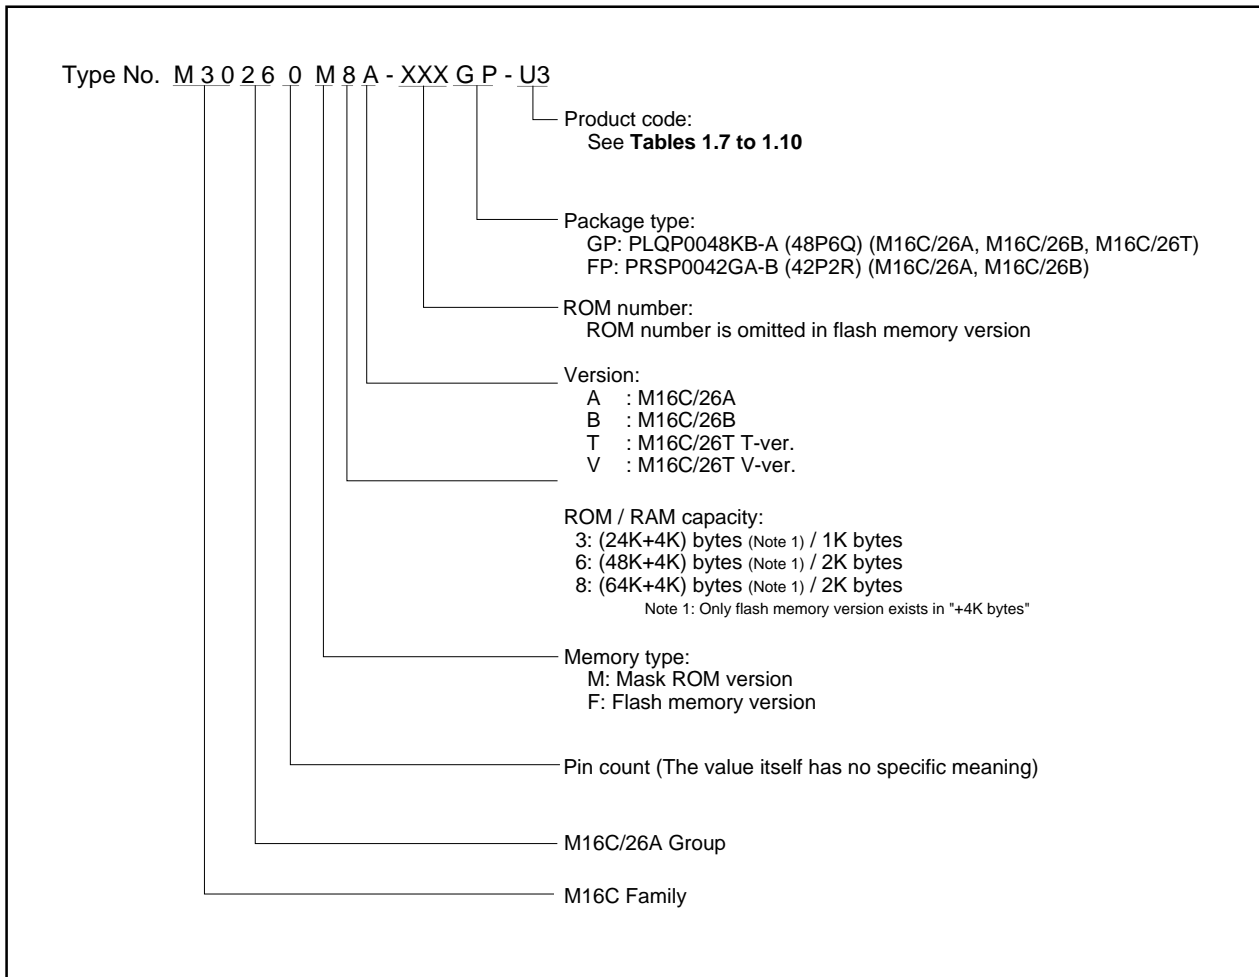 Type No. M 3 0 2 6 0 M 8 A - XXX G P - U3
Product code:
See Tables 1.7 to 1.10
Package type:
GP: PLQP0048KB-A (48P6Q) (M16C/26A, M16C/26B, M16C/26T)
FP: PRSP0042GA-B (42P2R) (M16C/26A, M16C/26B)
ROM number:
ROM number is omitted in flash memory version
Version:
A : M16C/26A
B : M16C/26B
T : M16C/26T T-ver.
V : M16C/26T V-ver.
ROM / RAM capacity:
3: (24K+4K) bytes (Note 1) / 1K bytes
6: (48K+4K) bytes (Note 1) / 2K bytes
8: (64K+4K) bytes (Note 1) / 2K bytes
Note 1: Only flash memory version exists in "+4K bytes"
Memory type:
M: Mask ROM version
F: Flash memory version
Pin count (The value itself has no specific meaning)
M16C/26A Group
M16C Family